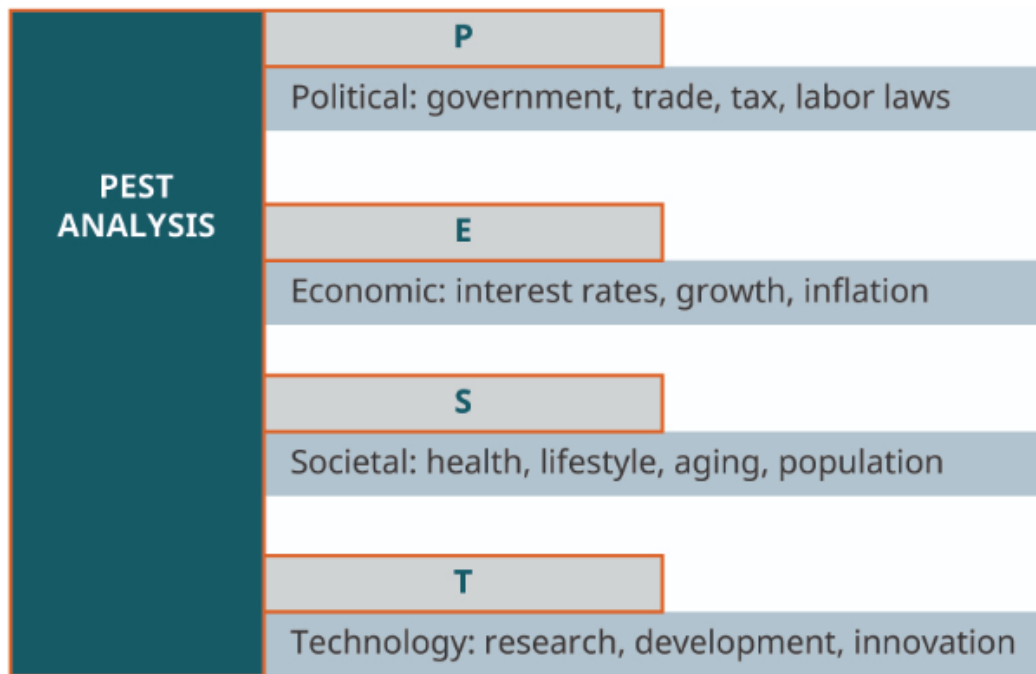 PEST
ANALYSIS
P
Political: government, trade, tax, labor laws
E
Economic: interest rates, growth, inflation
S
Societal: health, lifestyle, aging, population
T
Technology: research, development, innovation